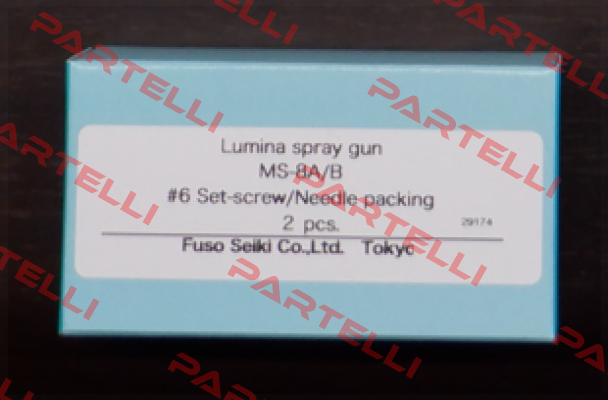 Lumina spray gun
MS-8A/B
#6 Set-screw/Needle packing
2 pcs.
29174
Fuso Seiki Co.,Ltd. Tokyo
PARTELLI
PARTELLI
PARTELLI
PARTELLI
PARTELLI
PARTELLI
PARTELLI